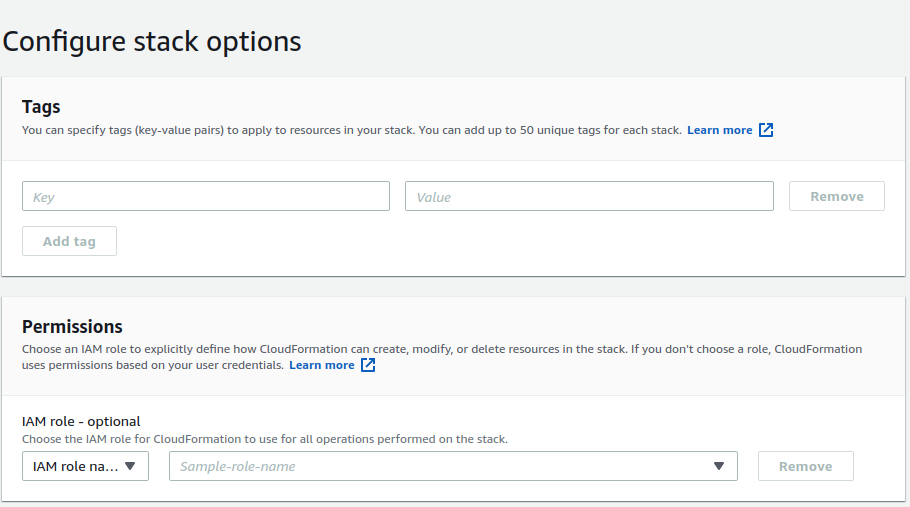 Configure stack options
Tags
You can specify tags (key-value pairs) to apply to resources in your stack. You can add up to 50 unique tags for each stack. Learn more
Key Value Remove
Add tag
Permissions
Choose an IAM role to explicitly define how CloudFormation can create, modify, or delete resources in the stack. If you don't choose a role, CloudFormation
uses permissions based on your user credentials. Learn more
IAM role - optional
Choose the IAM role for CloudFormation to use for all operations performed on the stack.
IAM role na... Sample-role-name Remove